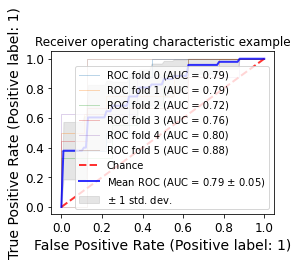 Receiver operating characteristic example
True Positive Rate (Positive label: 1)
1.0
0.8
0.6
0.4
0.2
0.0
ROC fold 0 (AUC = 0.79)
ROC fold 1 (AUC = 0.79)
ROC fold 2 (AUC = 0.72)
ROC fold 3 (AUC = 0.76)
ROC fold 4 (AUC = 0.80)
ROC fold 5 (AUC = 0.88)
Chance
Mean ROC (AUC = 0.79 ± 0.05)
± 1 std. dev.
0.0 0.2 0.4 0.6 0.8 1.0
False Positive Rate (Positive label: 1)